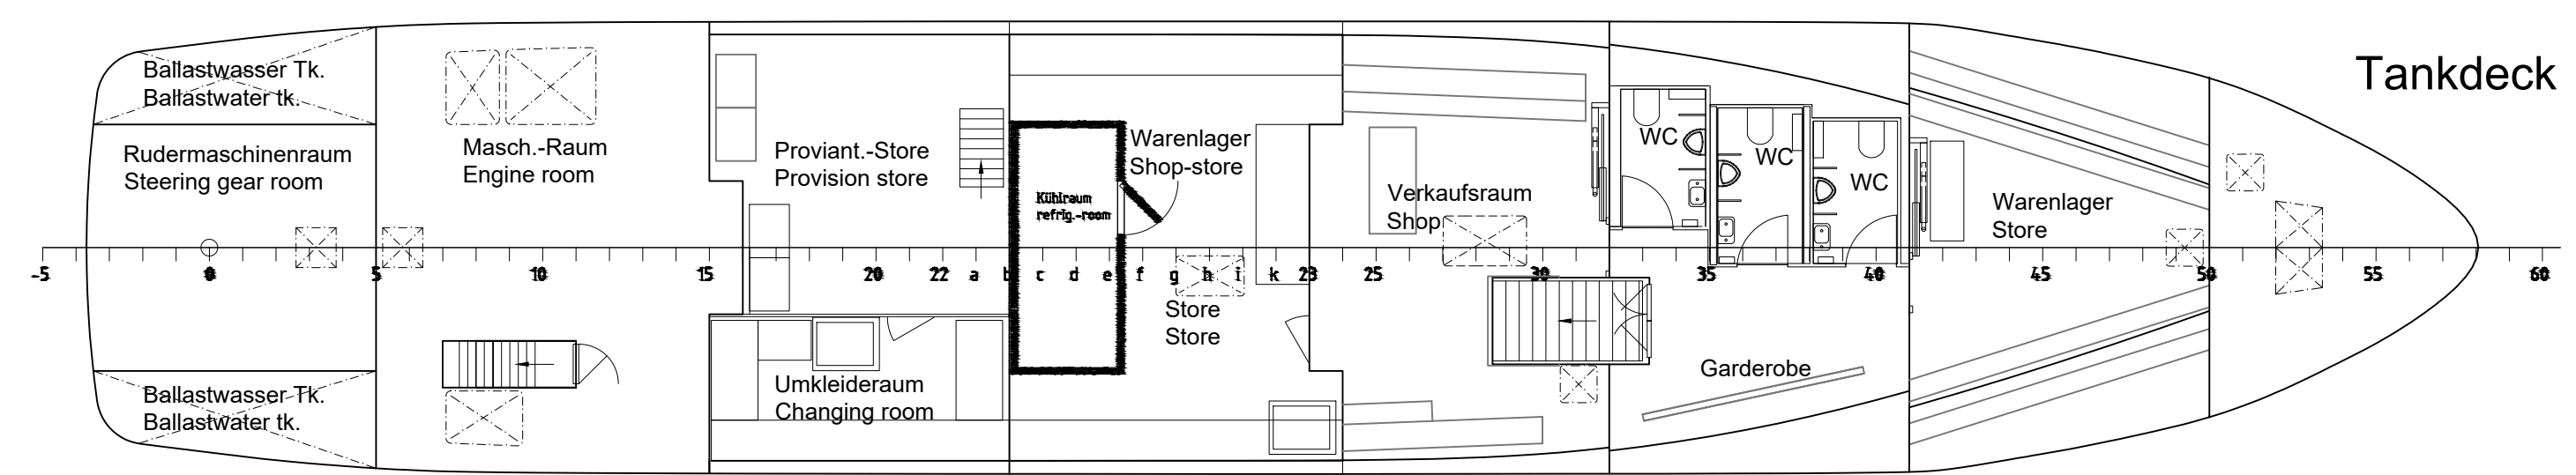 Tankdeck
Ballastwasser Tk.
Ballastwater tk.
Rudermaschinenraum
Steering gear room
Ballastwasser Tk.
Ballastwater tk.
Masch.-Raum
Engine room
Proviant.-Store
Provision store
Umkleideraum
Changing room
Kühlraum
refrig.-room
Warenlager
Shop-store
Store
Store
Verkaufsraum
Shop
WC
WC
WC
Garderobe
Warenlager
Store
-5 0 5 10 15 20 22 a b c d e f g h i k 23 25 30 35 40 45 50 55 60